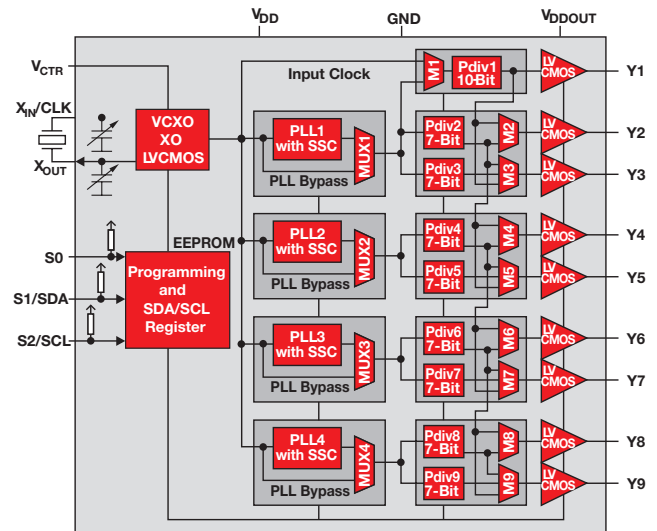 VDD
GND
VDDOUT
VCTR
XIN/CLK
XOUT
VCXO
XO
LVCMOS
Input Clock
M1
Pdiv1
10-Bit
LV
CMOS
Y1
PLL1
with SSC
MUX1
PLL Bypass
Pdiv2
7-Bit
M2
LV
CMOS
Y2
Pdiv3
7-Bit
M3
LV
CMOS
Y3
S0
S1/SDA
S2/SCL
EEPROM
Programming
and
SDA/SCL
Register
PLL2
with SSC
MUX2
PLL Bypass
Pdiv4
7-Bit
M4
LV
CMOS
Y4
Pdiv5
7-Bit
M5
LV
CMOS
Y5
PLL3
with SSC
MUX3
PLL Bypass
Pdiv6
7-Bit
M6
LV
CMOS
Y6
Pdiv7
7-Bit
M7
LV
CMOS
Y7
PLL4
with SSC
MUX4
PLL Bypass
Pdiv8
7-Bit
M8
LV
CMOS
Y8
Pdiv9
7-Bit
M9
LV
CMOS
Y9